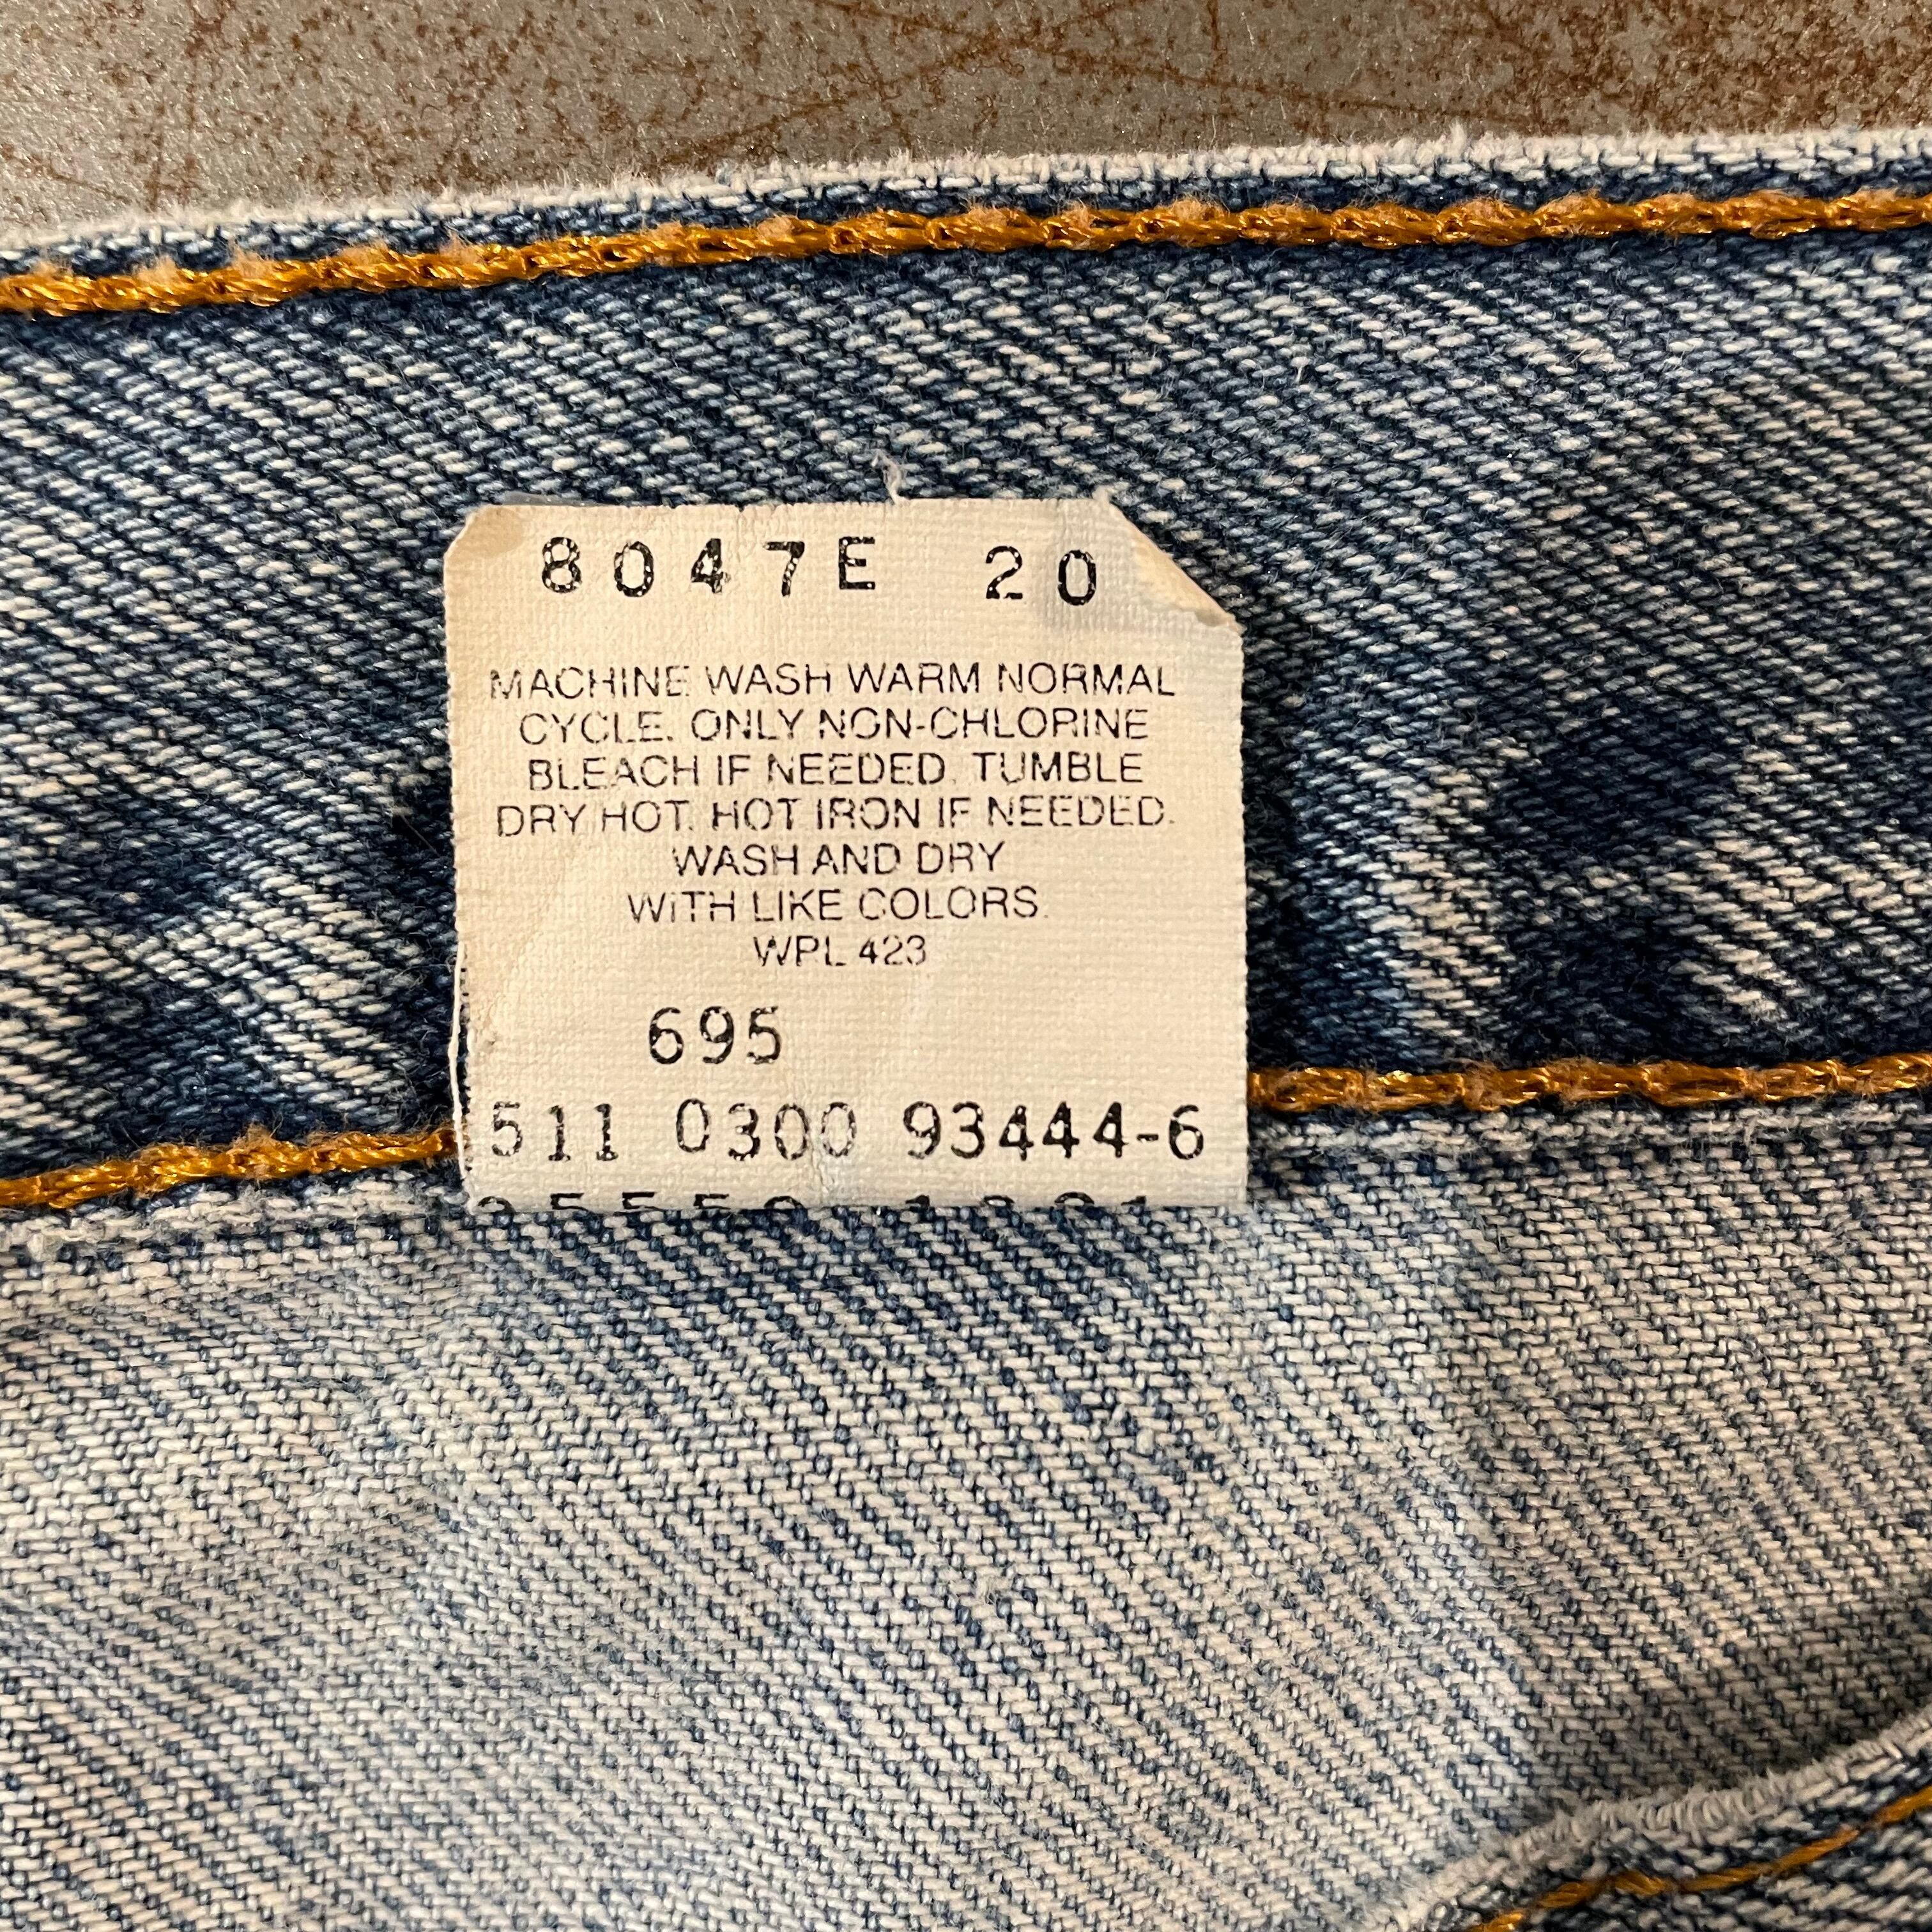 8047E 20
MACHINE WASH WARM NORMAL
CYCLE. ONLY NON-CHLORINE
BLEACH IF NEEDED. TUMBLE
DRY HOT. HOT IRON IF NEEDED.
WASH AND DRY
WITH LIKE COLORS.
WPL 423
695
511 0300 93444-6